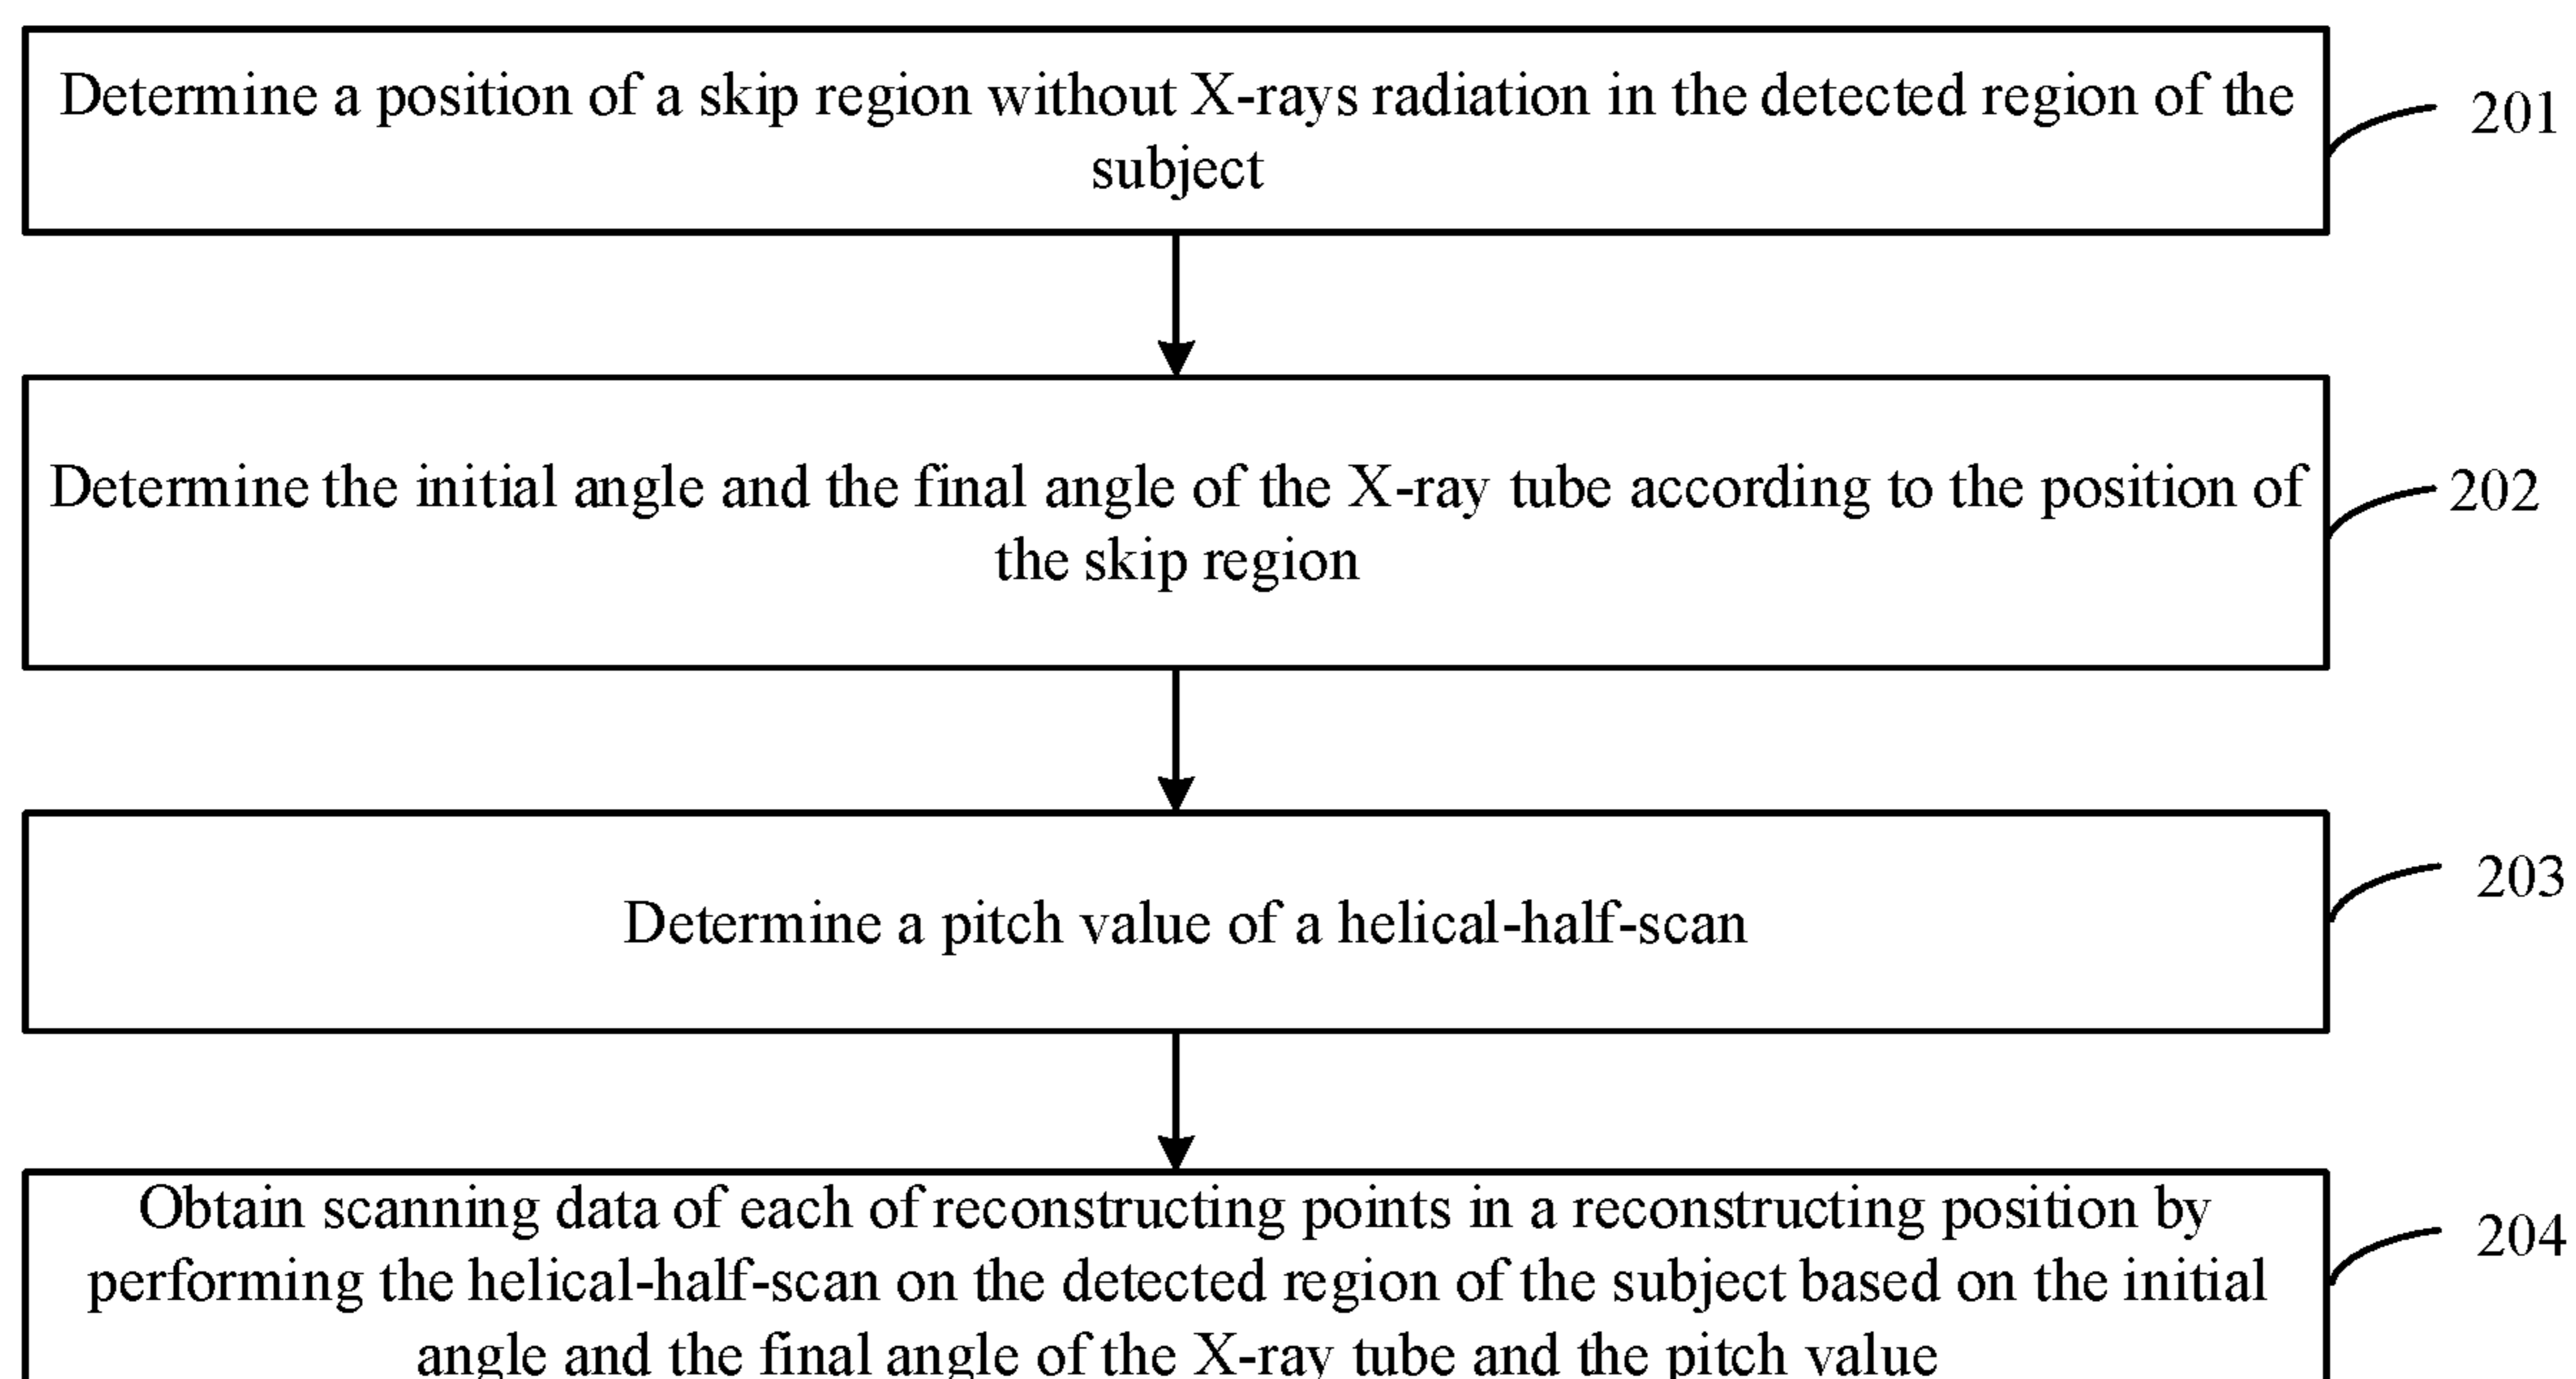 Determine a position of a skip region without X-rays radiation in the detected region of the
subject
201
Determine the initial angle and the final angle of the X-ray tube according to the position of
the skip region
202
Determine a pitch value of a helical-half-scan
203
Obtain scanning data of each of reconstructing points in a reconstructing position by
performing the helical-half-scan on the detected region of the subject based on the initial
angle and the final angle of the X-ray tube and the pitch value
204